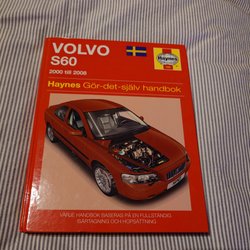 VOLVO
S60
2000 till 2008
Haynes
Haynes Gör-det-själv handbok
VARJE HANDBOK BASERAS PÅ EN FULLSTÄNDIG
ISÄRTAGNING OCH HOPSÄTTNING